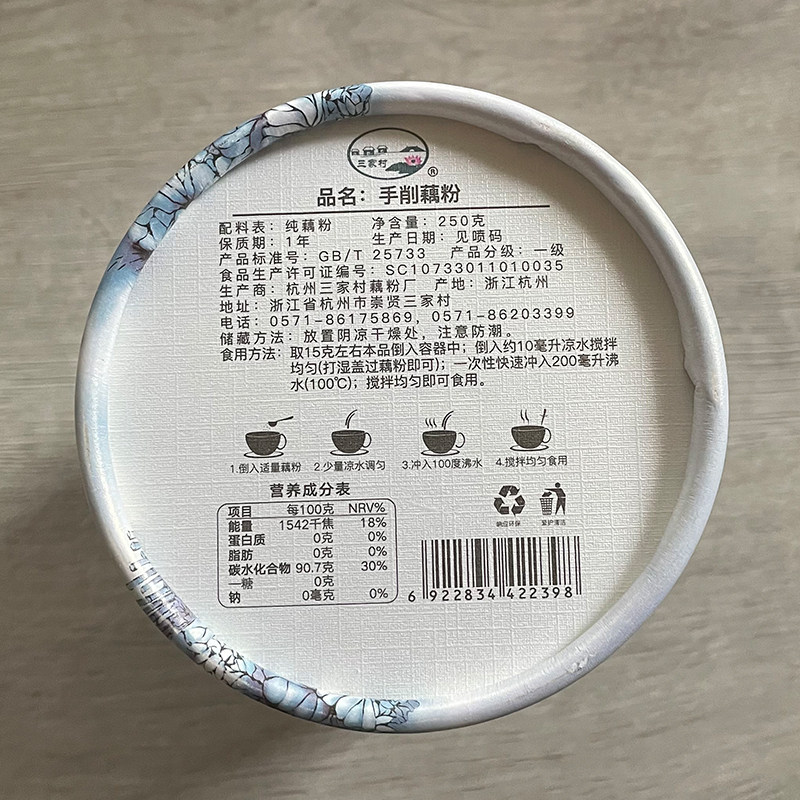 三家村
®
品名：手削藕粉
配料表：纯藕粉 净含量：250克
保质期：1年 生产日期：见喷码
产品标准号：GB/T 25733 产品分级：一级
食品生产许可证编号：SC10733011010035
生产商：杭州三家村藕粉厂 产地：浙江杭州
地址：浙江省杭州市崇贤三家村
电话：0571-86175869，0571-86203399
储藏方法：放置阴凉干燥处，注意防潮。
食用方法：取15克左右本品倒入容器中；倒入约10毫升凉水搅拌
均匀(打湿盖过藕粉即可)；一次性快速冲入200毫升沸
水(100℃)；搅拌均匀即可食用。
1.倒入适量藕粉 2.少量凉水调匀 3.冲入100度沸水 4.搅拌均匀食用
营养成分表
项目 每100克 NRV%
能量 1542千焦 18%
蛋白质 0克 0%
脂肪 0克 0%
碳水化合物 90.7克 30%
—糖 0克
钠 0毫克 0%
响应环保 爱护清洁
6 922834 422398